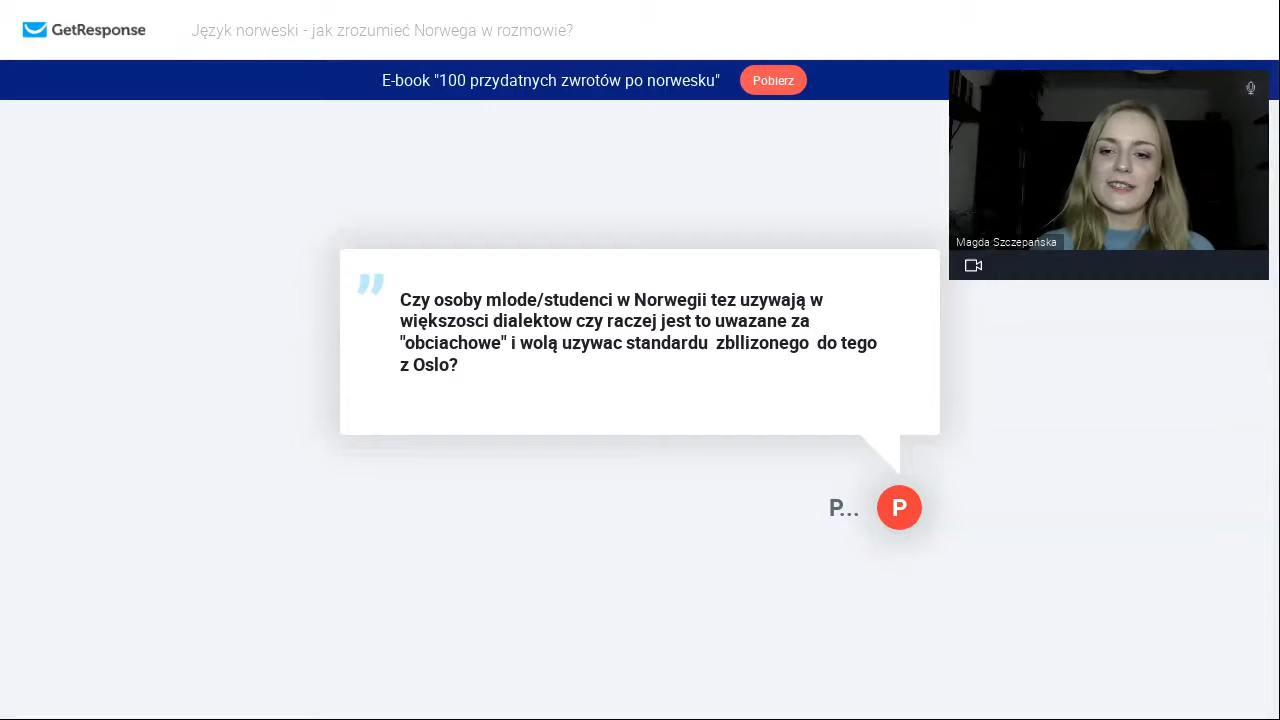 GetResponse
Język norweski - jak zrozumieć Norwega w rozmowie?
E-book "100 przydatnych zwrotów po norwesku"
Pobierz
Magda Szczepańska
Czy osoby mlode/studenci w Norwegii tez uzywają w
większosci dialektow czy raczej jest to uwazane za
"obciachowe" i wolą uzywac standardu  zbllizonego  do tego
z Oslo?
P...
P